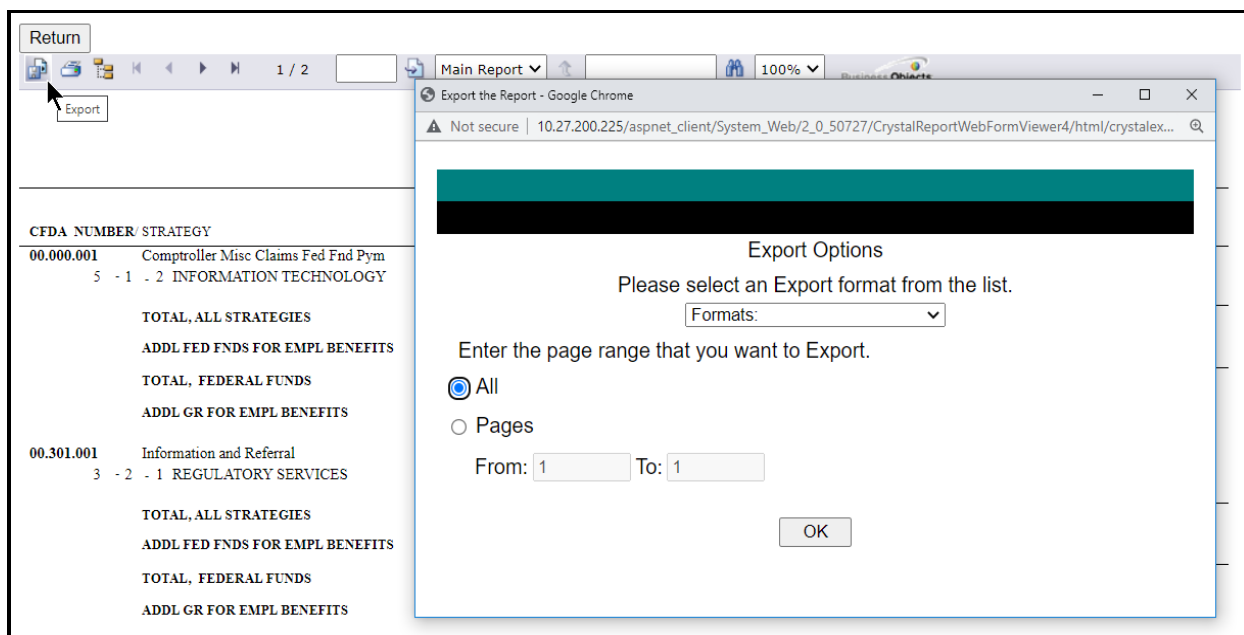 Return
1 / 2
Main Report
100%
Business Objects
Export
CFDA NUMBER/ STRATEGY
00.000.001 Comptroller Misc Claims Fed Fnd Pym
5 - 1 - 2 INFORMATION TECHNOLOGY
TOTAL, ALL STRATEGIES
ADDL FED FNDS FOR EMPL BENEFITS
TOTAL, FEDERAL FUNDS
ADDL GR FOR EMPL BENEFITS
00.301.001 Information and Referral
3 - 2 - 1 REGULATORY SERVICES
TOTAL, ALL STRATEGIES
ADDL FED FNDS FOR EMPL BENEFITS
TOTAL, FEDERAL FUNDS
ADDL GR FOR EMPL BENEFITS
Export the Report - Google Chrome
Not secure | 10.27.200.225/aspnet_client/System_Web/2_0_50727/CrystalReportWebFormViewer4/html/crystalex...
Export Options
Please select an Export format from the list.
Formats:
Enter the page range that you want to Export.
All
Pages
From: 1 To: 1
OK